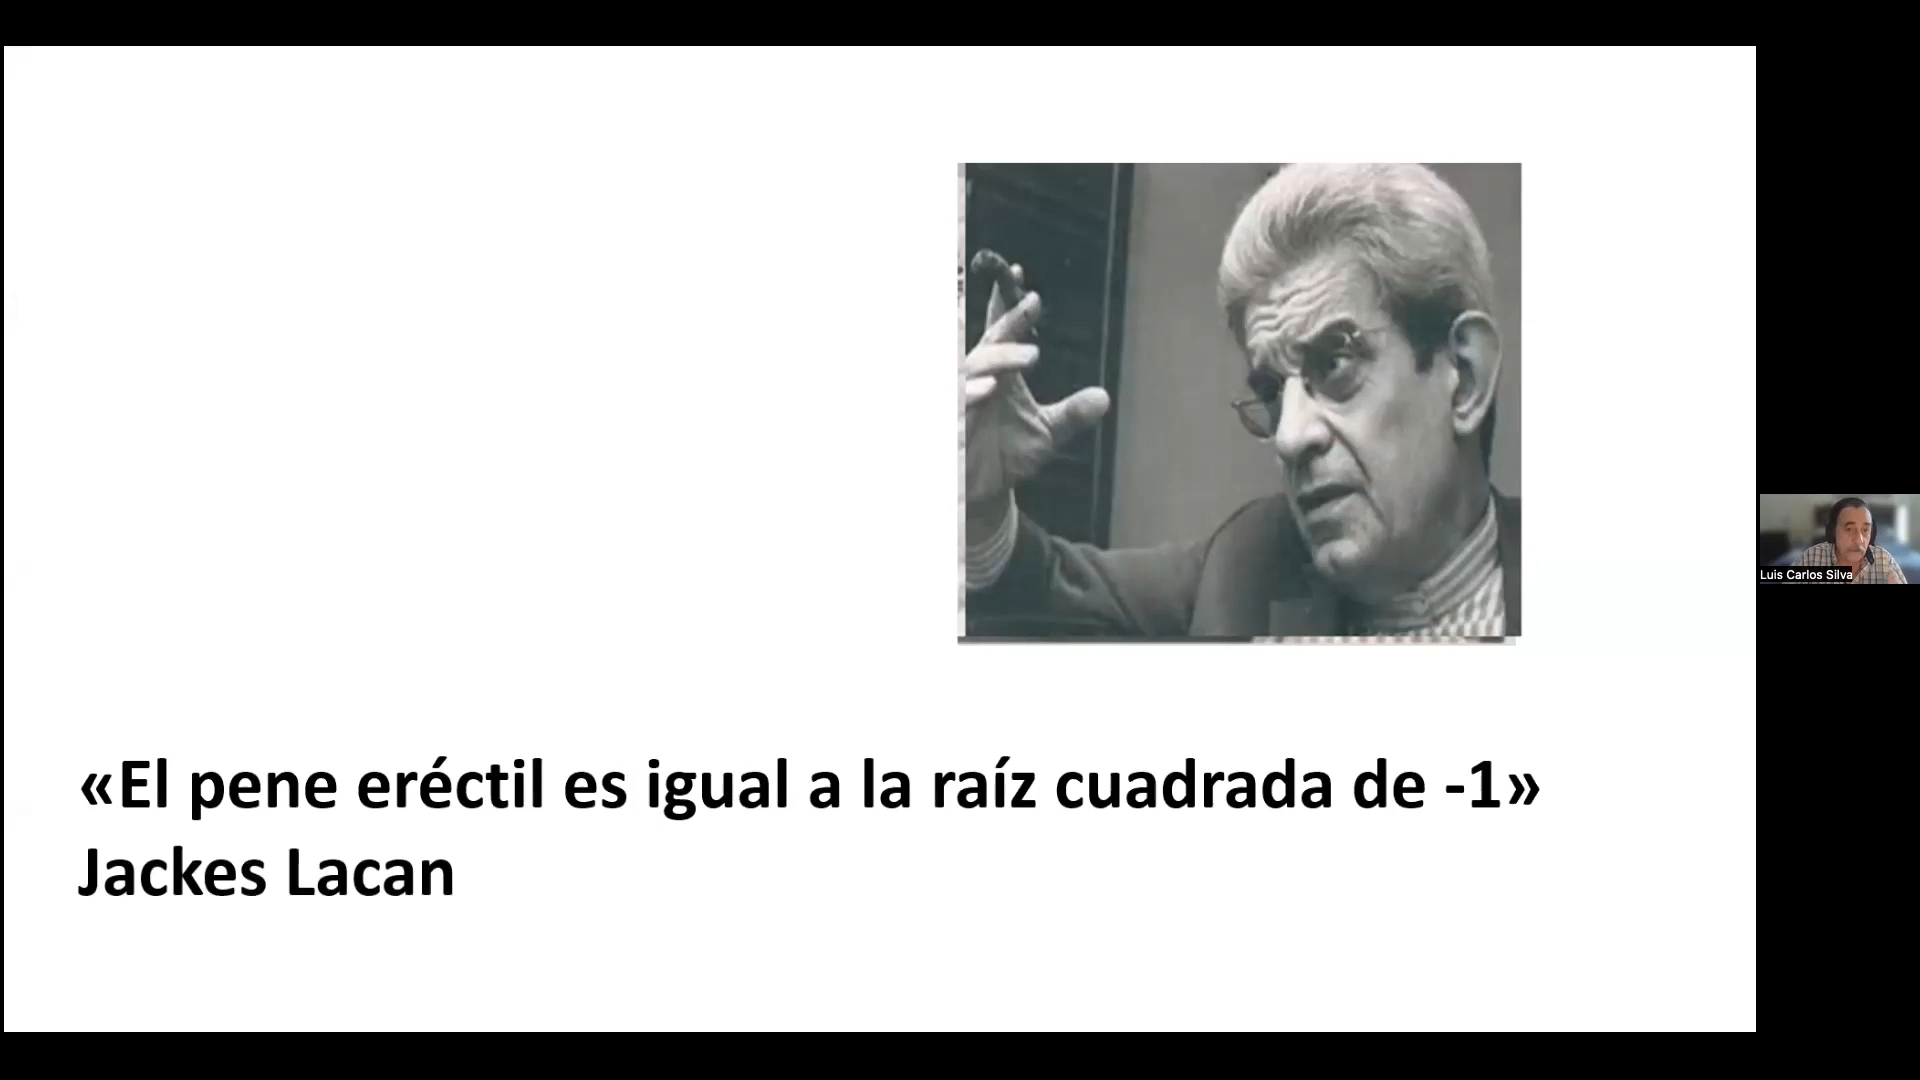 «El pene eréctil es igual a la raíz cuadrada de -1»
Jackes Lacan
Luis Carlos Silva